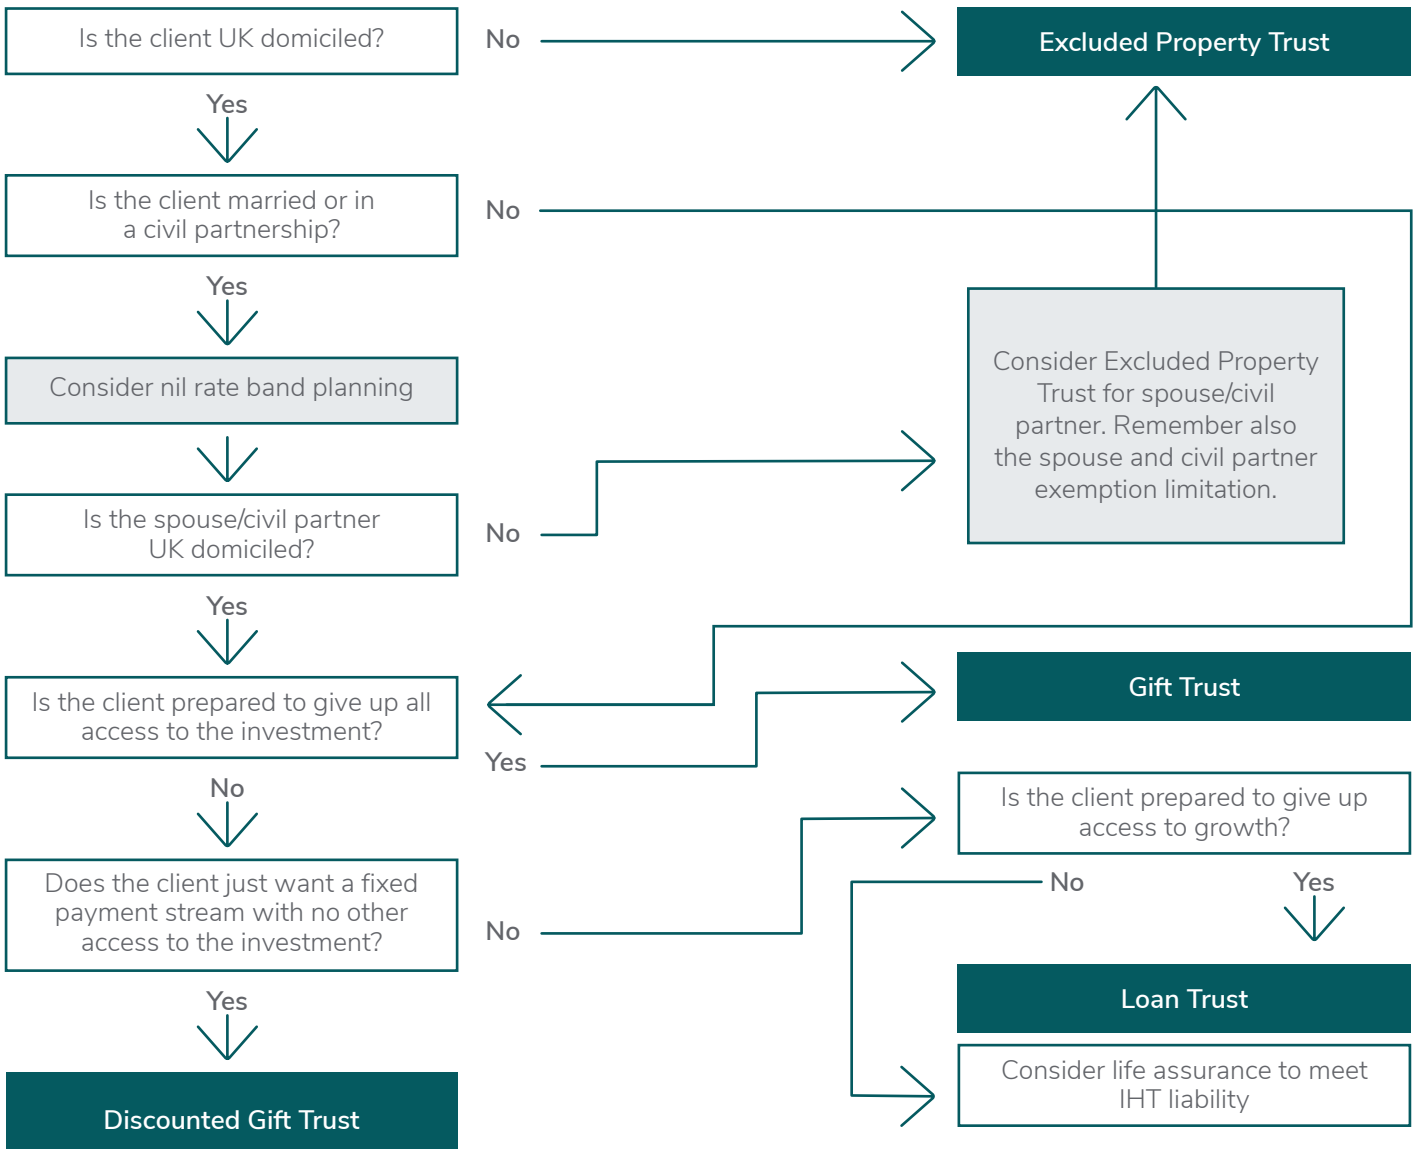 Is the client UK domiciled?
No
Excluded Property Trust
Yes
Is the client married or in
a civil partnership?
No
Yes
Consider nil rate band planning
Consider Excluded Property
Trust for spouse/civil
partner. Remember also
the spouse and civil partner
exemption limitation.
Is the spouse/civil partner
UK domiciled?
No
Yes
Is the client prepared to give up all
access to the investment?
Yes
Gift Trust
No
Is the client prepared to give up
access to growth?
No
Yes
Does the client just want a fixed
payment stream with no other
access to the investment?
No
Yes
Loan Trust
Consider life assurance to meet
IHT liability
Discounted Gift Trust